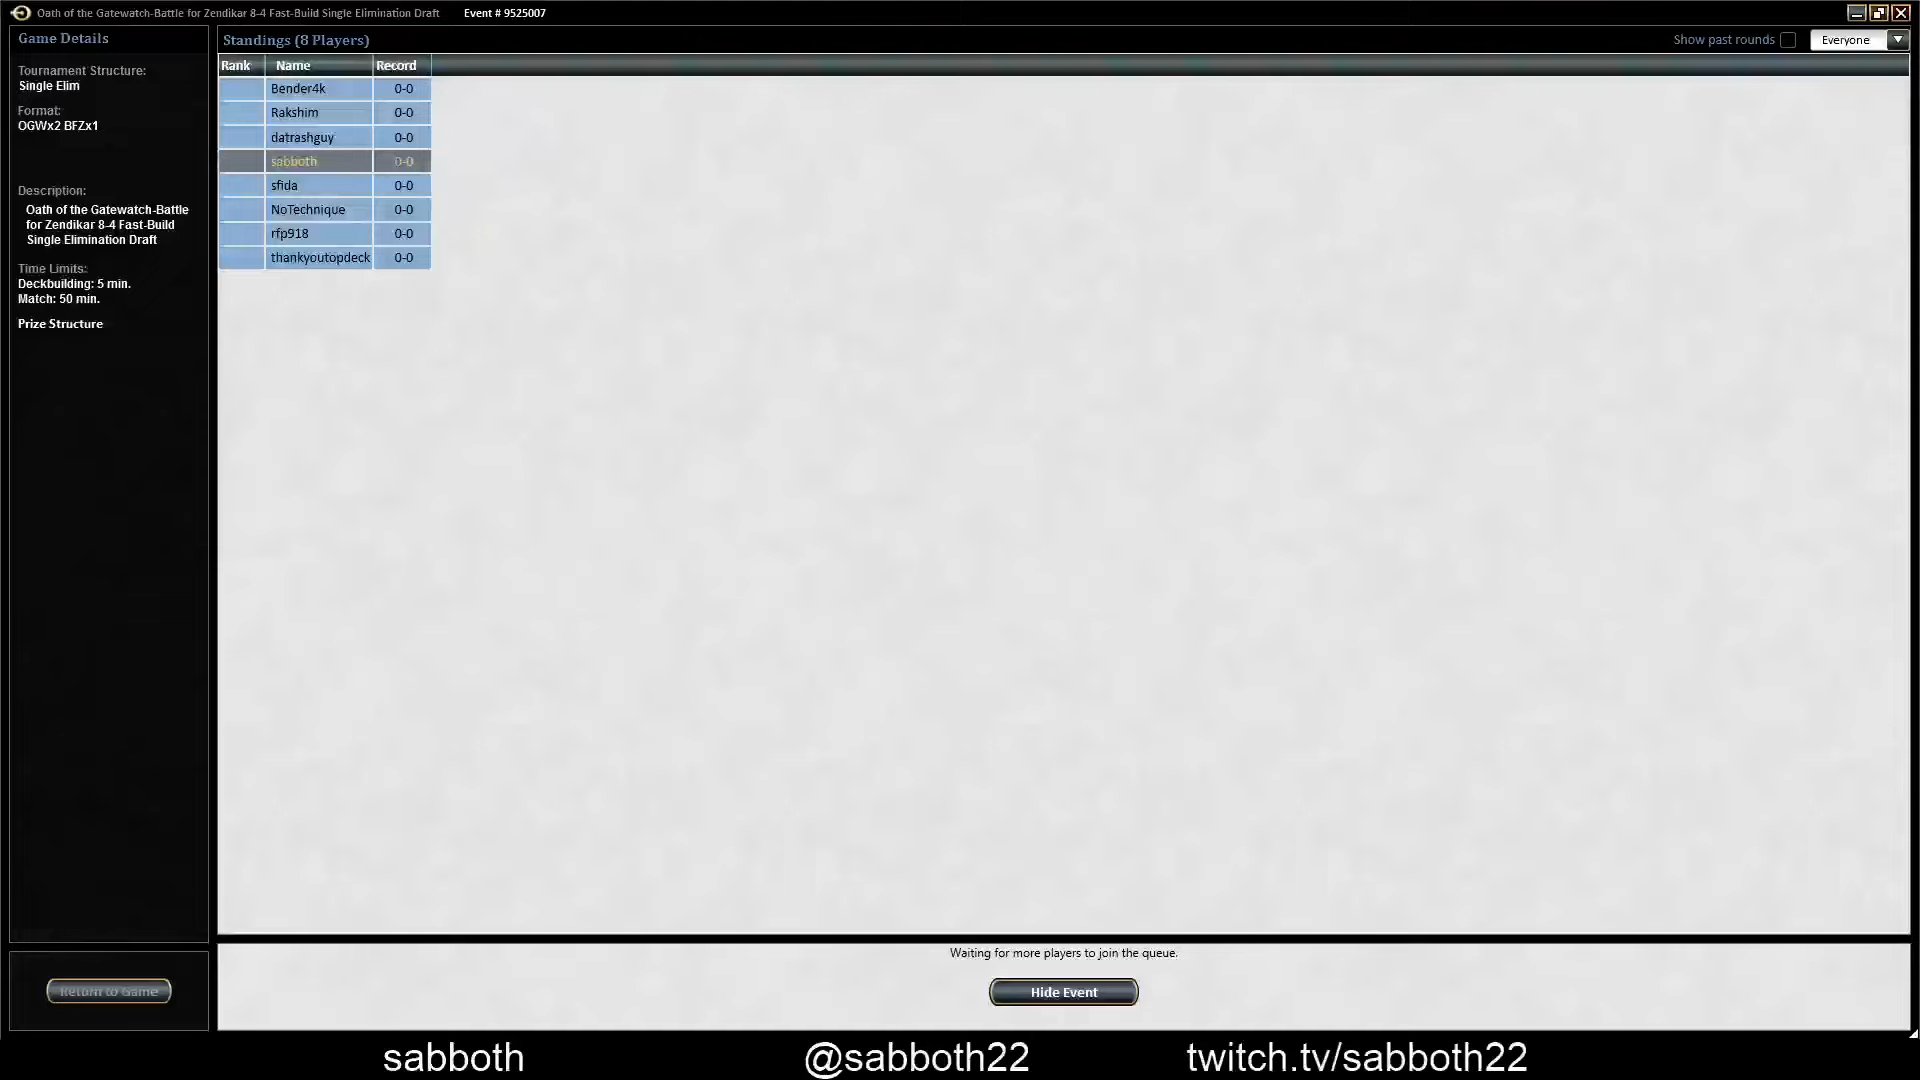 Oath of the Gatewatch-Battle for Zendikar 8-4 Fast-Build Single Elimination Draft Event # 9525007
Game Details
Tournament Structure:
Single Elim
Format:
OGWx2 BFZx1
Description:
Oath of the Gatewatch-Battle
for Zendikar 8-4 Fast-Build
Single Elimination Draft
Time Limits:
Deckbuilding: 5 min.
Match: 50 min.
Prize Structure
Return to Game
Standings (8 Players)
Show past rounds
Everyone
Rank Name Record
Bender4k 0-0
Rakshim 0-0
datrashguy 0-0
sabboth 0-0
sfida 0-0
NoTechnique 0-0
rfp918 0-0
thankyoutopdeck 0-0
Waiting for more players to join the queue.
Hide Event
sabboth @sabboth22 twitch.tv/sabboth22